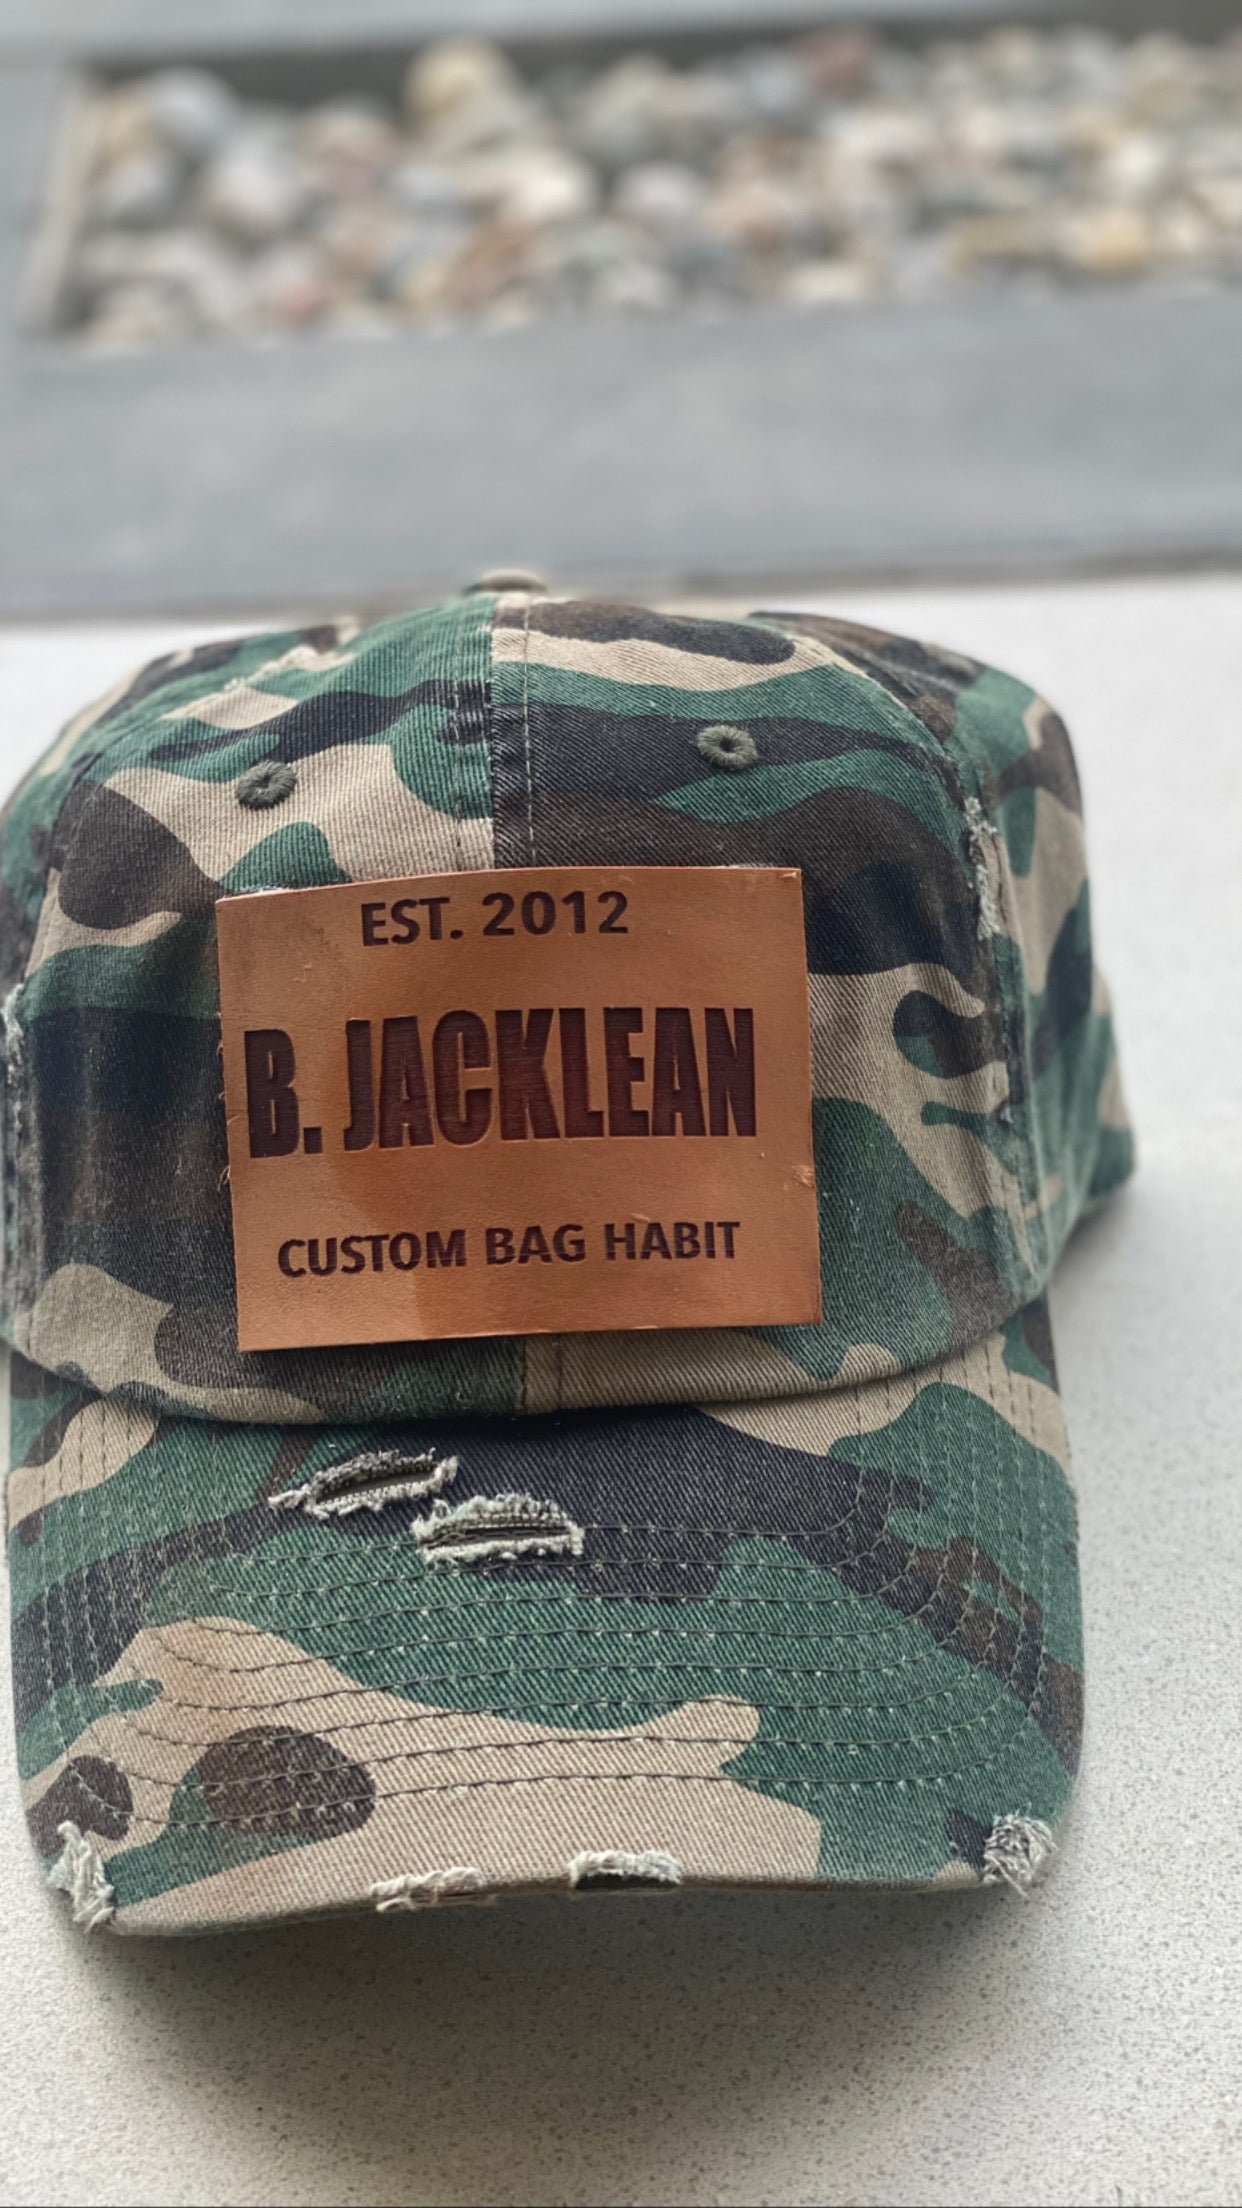 EST. 2012
B. JACKLEAN
CUSTOM BAG HABIT